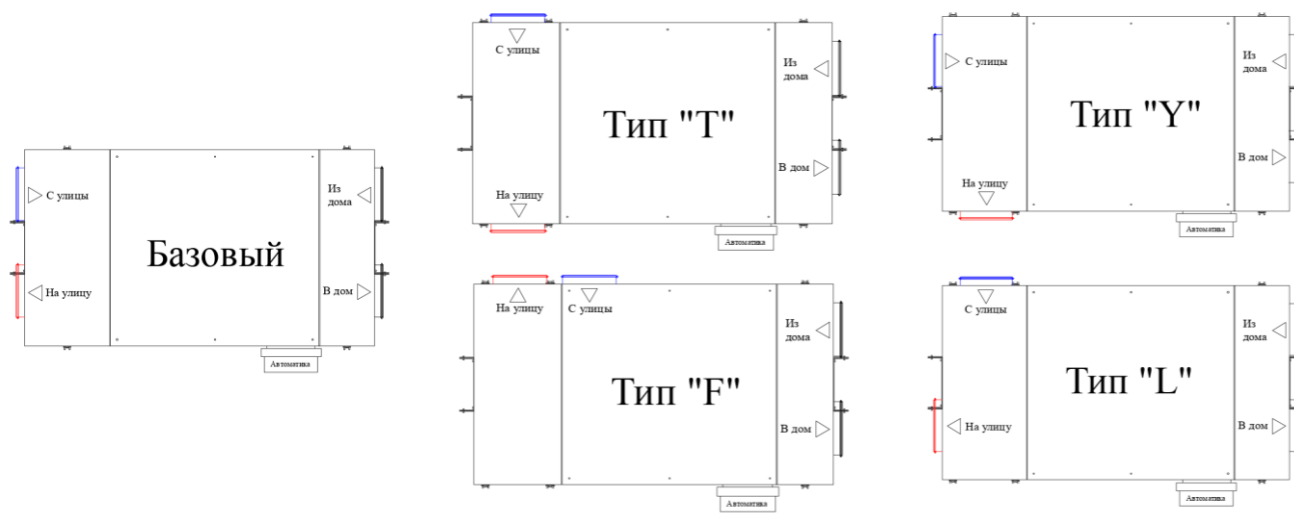 С улицы
Из
дома
Базовый
На улицу
В дом
Автоматика
С улицы
Из
дома
Тип "Т"
В дом
На улицу
Автоматика
С улицы
Из
дома
Тип "Y"
В дом
На улицу
Автоматика
На улицу
С улицы
Из
дома
Тип "F"
В дом
Автоматика
С улицы
Из
дома
Тип "L"
На улицу
В дом
Автоматика